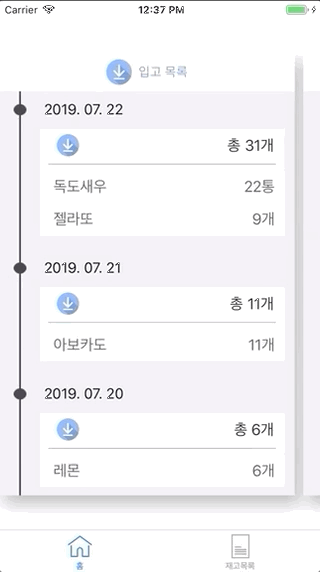 Carrier 12:37 PM
입고 목록
2019. 07. 22
총 31개
독도새우 22통
젤라또 9개
2019. 07. 21
총 11개
아보카도 11개
2019. 07. 20
총 6개
레몬 6개
홈 재고목록